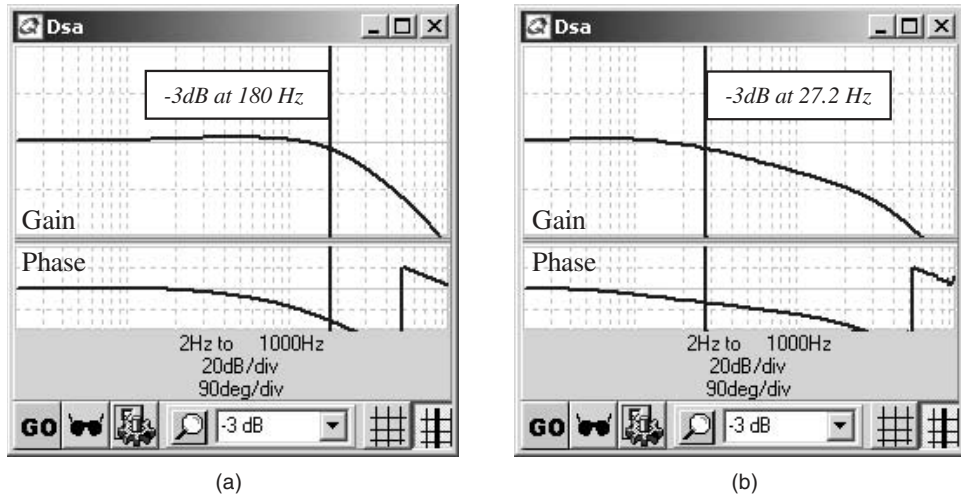 Dsa
-3dB at 180 Hz
Gain
Phase
2Hz to 1000Hz
20dB/div
90deg/div
GO
-3 dB
(a)
Dsa
-3dB at 27.2 Hz
Gain
Phase
2Hz to 1000Hz
20dB/div
90deg/div
GO
-3 dB
(b)